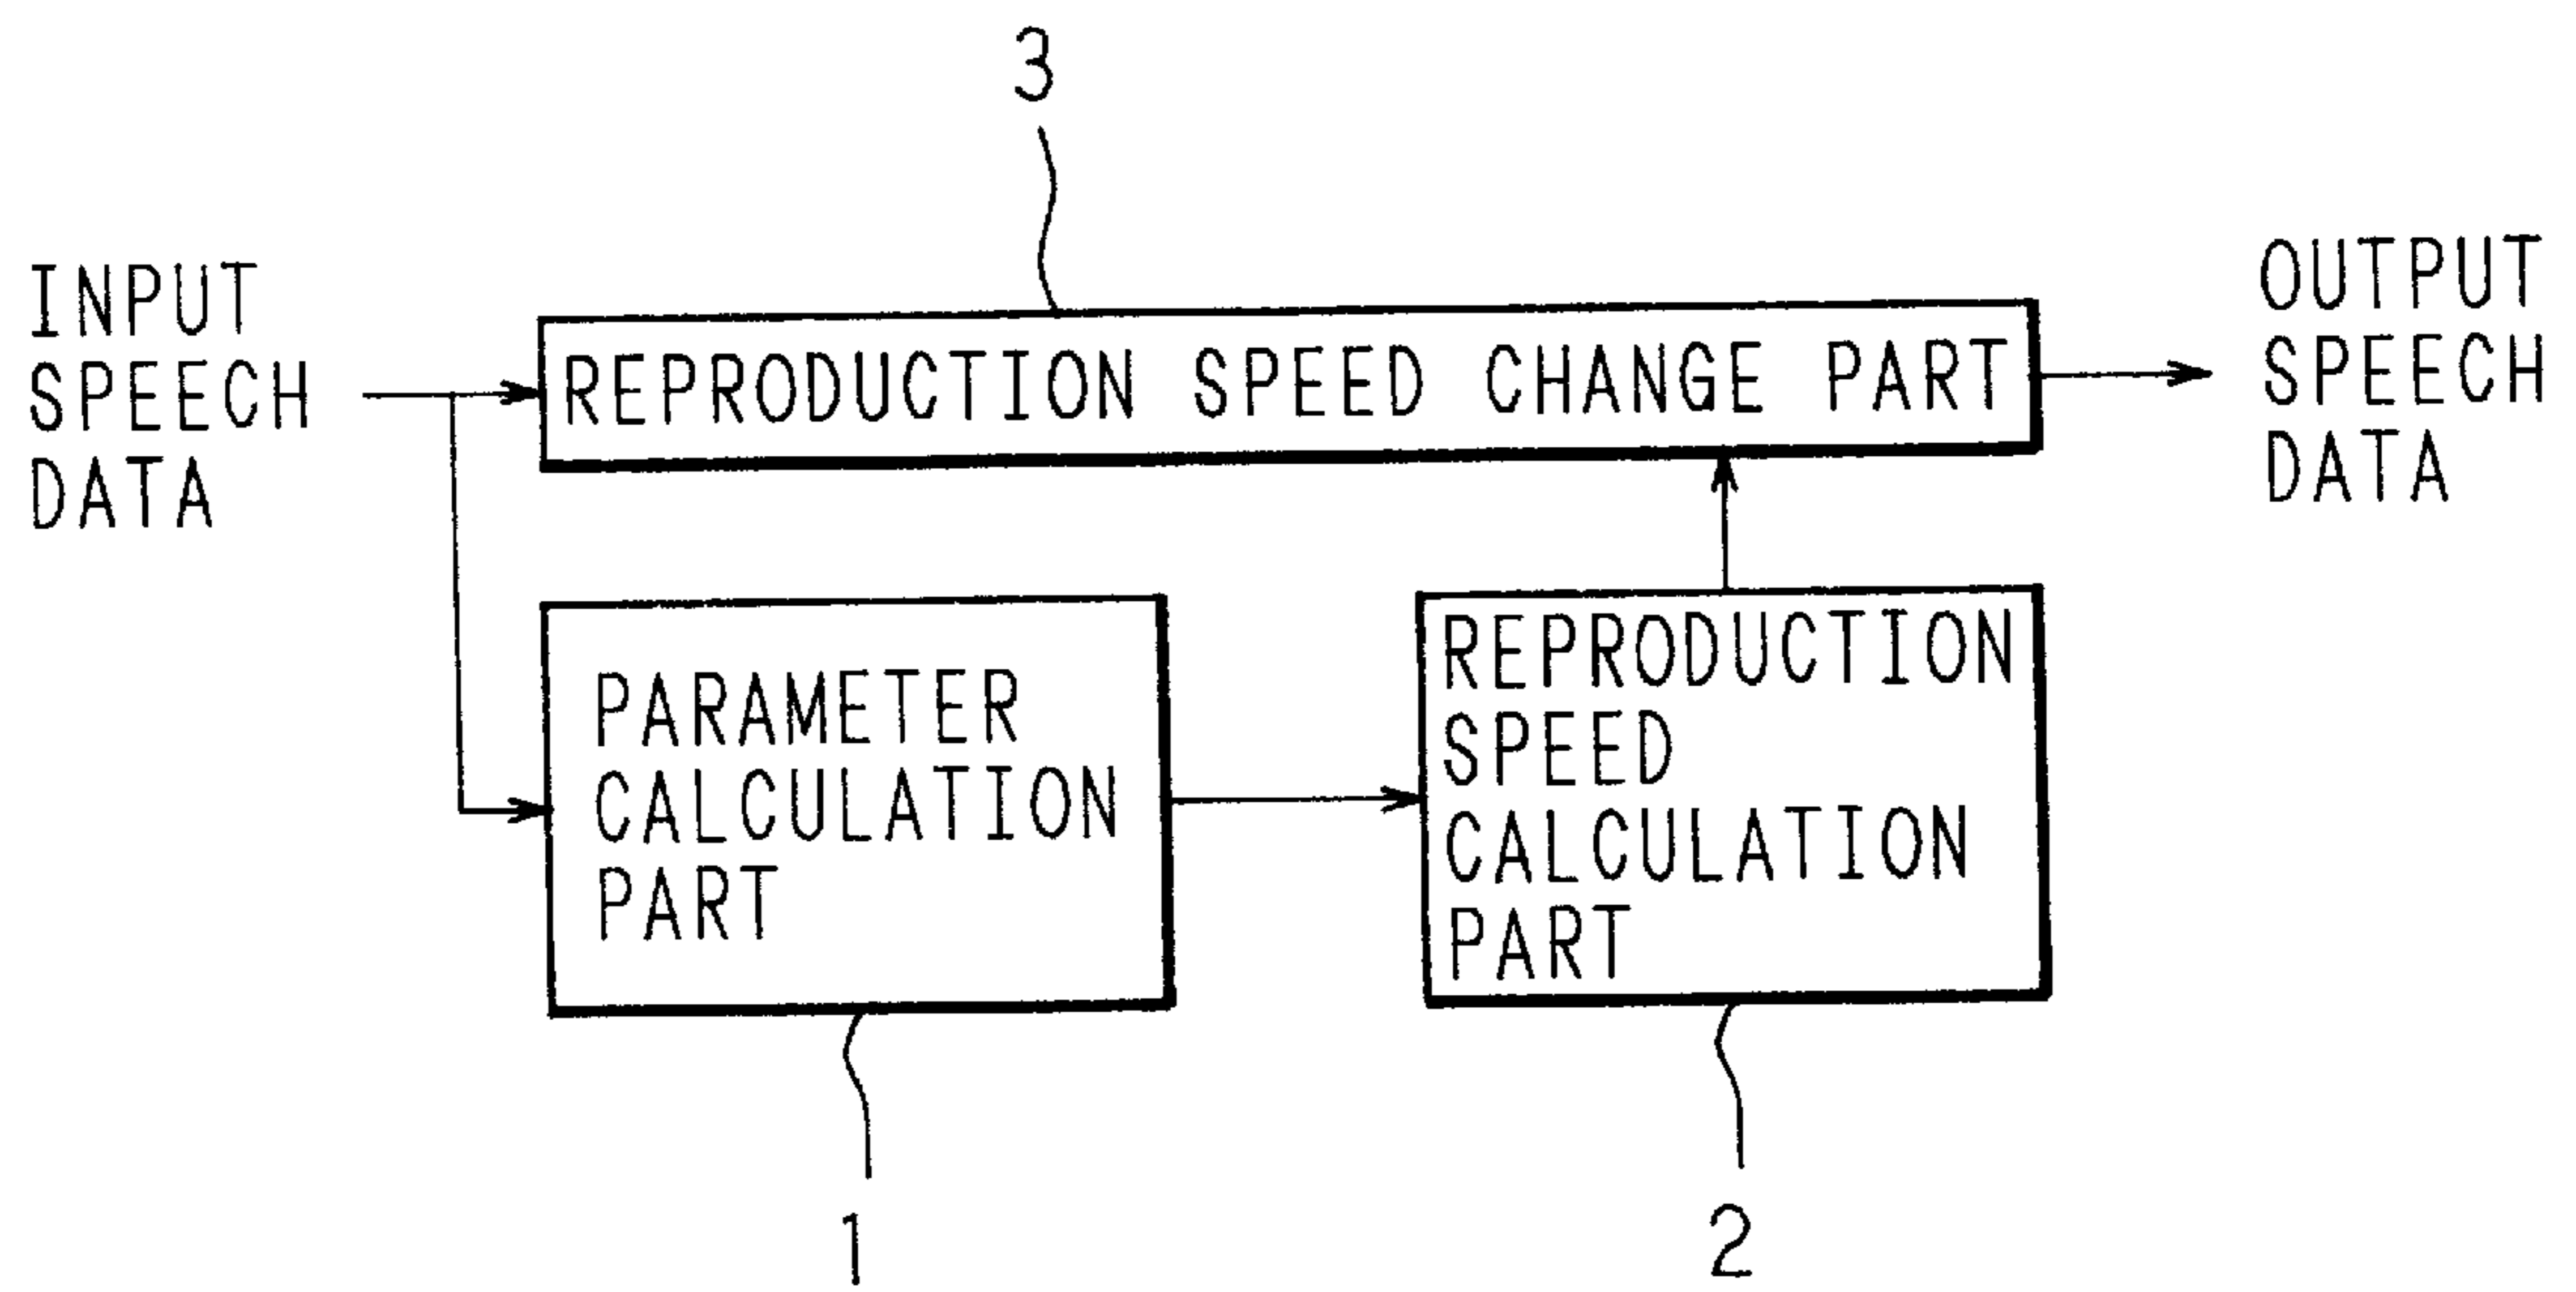 3
INPUT
SPEECH
DATA
REPRODUCTION SPEED CHANGE PART
OUTPUT
SPEECH
DATA
PARAMETER
CALCULATION
PART
REPRODUCTION
SPEED
CALCULATION
PART
1
2